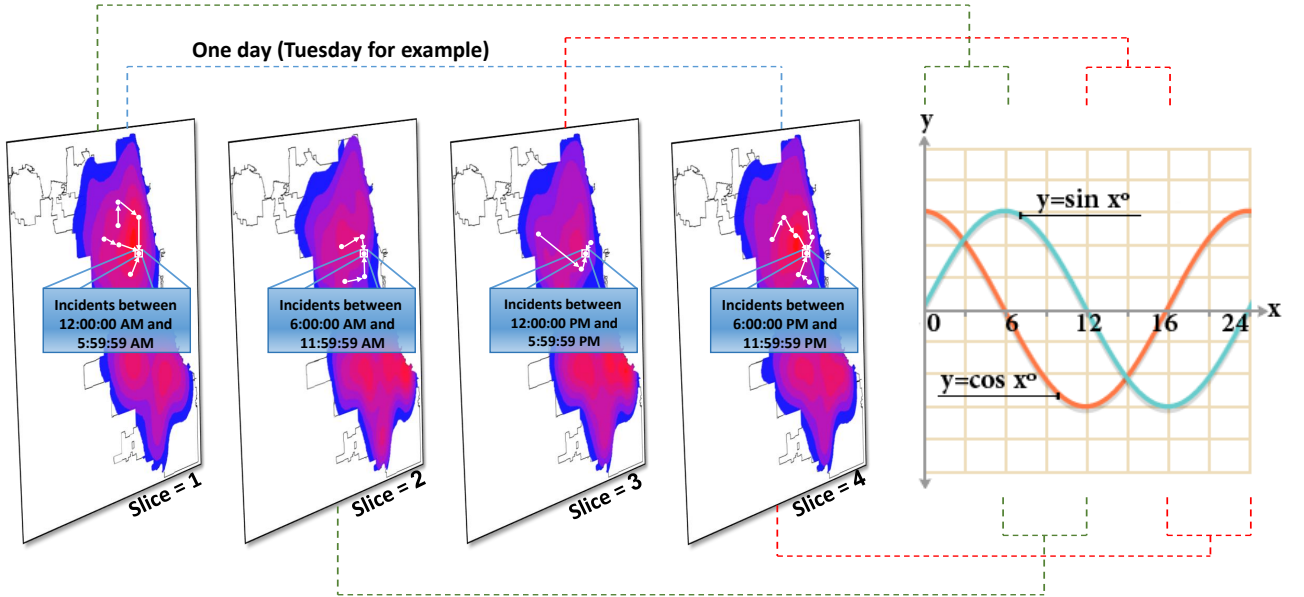 One day (Tuesday for example)
Incidents between
12:00:00 AM and
5:59:59 AM
Incidents between
6:00:00 AM and
11:59:59 AM
Incidents between
12:00:00 PM and
5:59:59 PM
Incidents between
6:00:00 PM and
11:59:59 PM
Slice = 1
Slice = 2
Slice = 3
Slice = 4
y
y=sin xº
x
0 6 12 16 24
y=cos xº